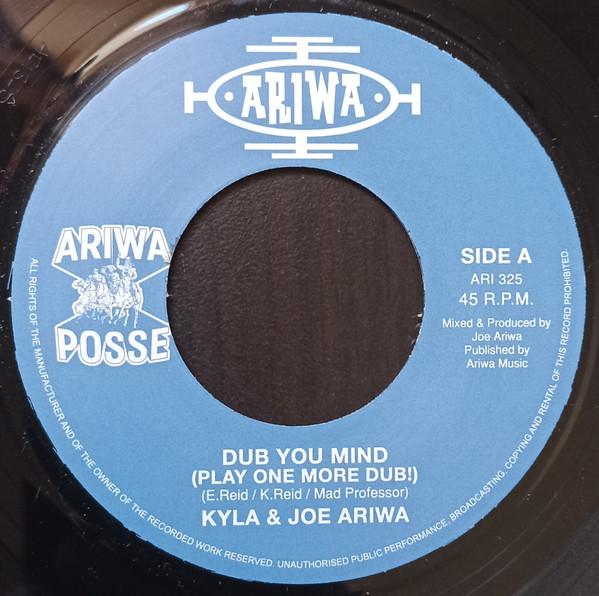 ARIWA
ARIWA
POSSE
SIDE A
ARI 325
45 R.P.M.
Mixed & Produced by
Joe Ariwa
Published by
Ariwa Music
DUB YOU MIND
(PLAY ONE MORE DUB!)
(E.Reid / K.Reid / Mad Professor)
KYLA & JOE ARIWA
ALL RIGHTS OF THE MANUFACTURER AND OF THE OWNER OF THE RECORDED WORK RESERVED. UNAUTHORISED PUBLIC PERFORMANCE. BROADCASTING, COPYING AND RENTAL OF THIS RECORD PROHIBITED.